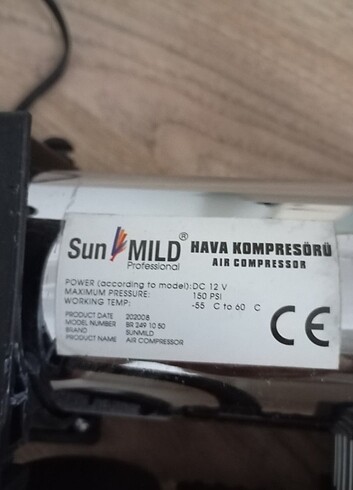 Sun MILD® HAVA KOMPRESÖRÜ
Professional AIR COMPRESSOR
POWER (according to model): DC 12 V
MAXIMUM PRESSURE: 150 PSI
WORKING TEMP: -55 C to 60 C
PRODUCT DATE 202008
MODEL NUMBER BR 249 10 50
BRAND SUNMILD
PRODUCT NAME AIR COMPRESSOR
CE